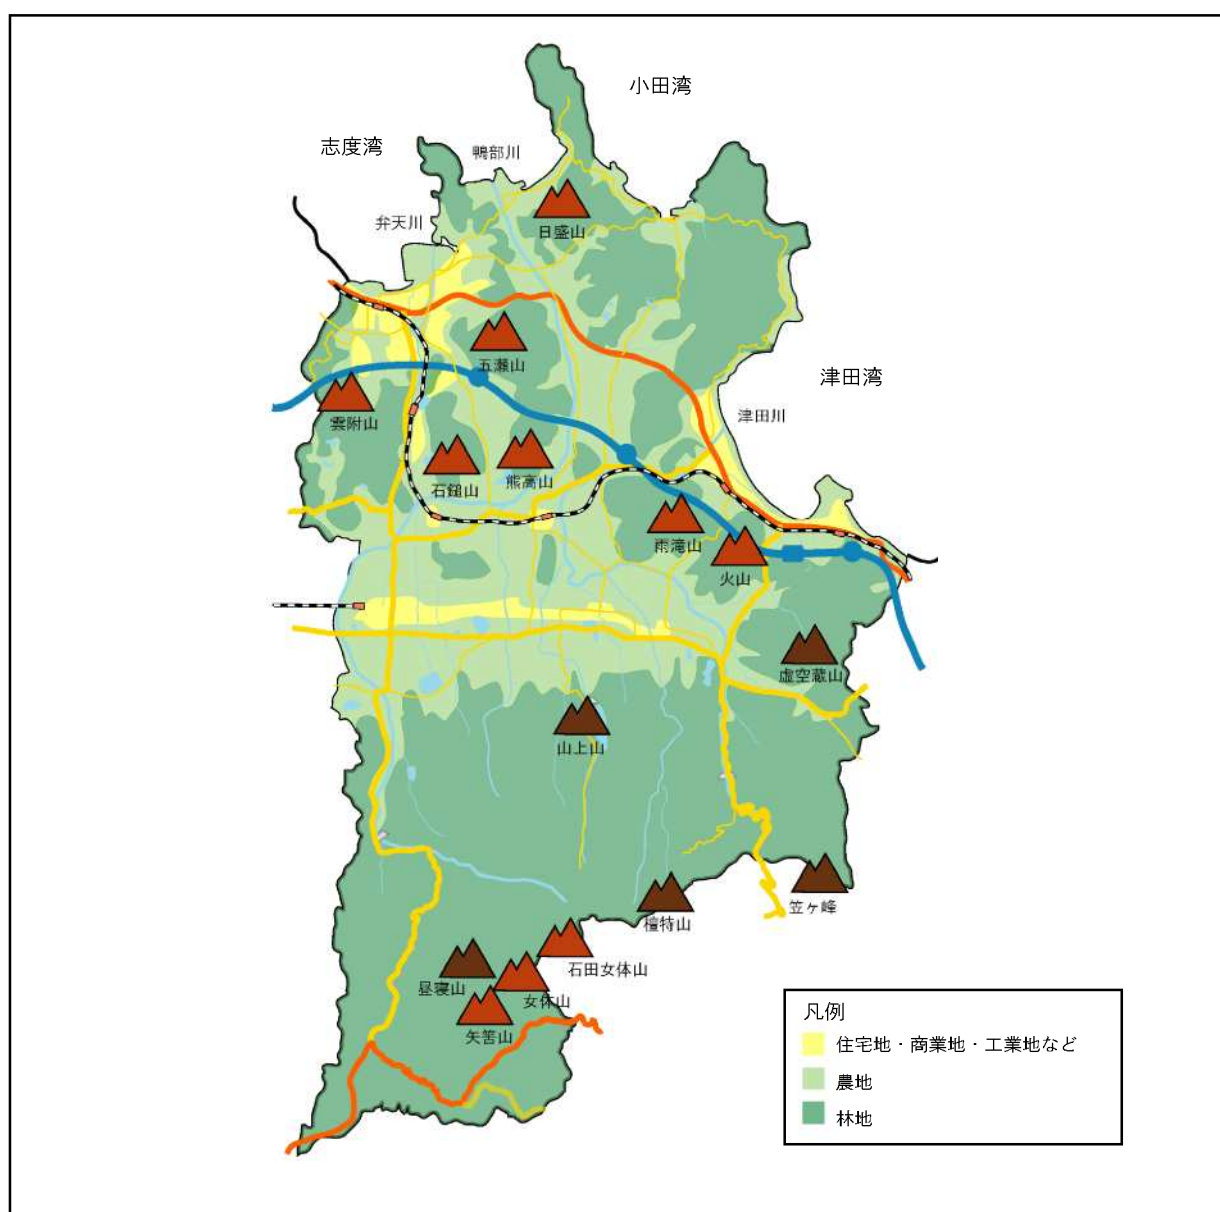 小田湾
志度湾
鴨部川
弁天川
日盛山
五瀬山
津田湾
雲附山
津田川
石鎚山
熊高山
雨滝山
火山
虚空蔵山
山上山
笠ヶ峰
檀特山
石田女体山
昼寝山
女体山
矢筈山
凡例
住宅地・商業地・工業地など
農地
林地